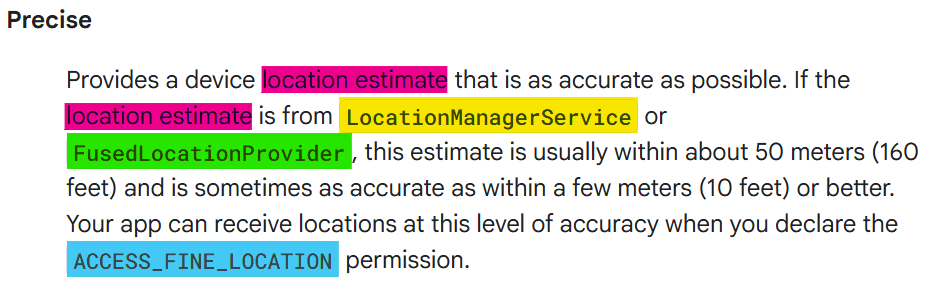 Precise
Provides a device location estimate that is as accurate as possible. If the
location estimate is from LocationManagerService or
FusedLocationProvider, this estimate is usually within about 50 meters (160
feet) and is sometimes as accurate as within a few meters (10 feet) or better.
Your app can receive locations at this level of accuracy when you declare the
ACCESS_FINE_LOCATION permission.